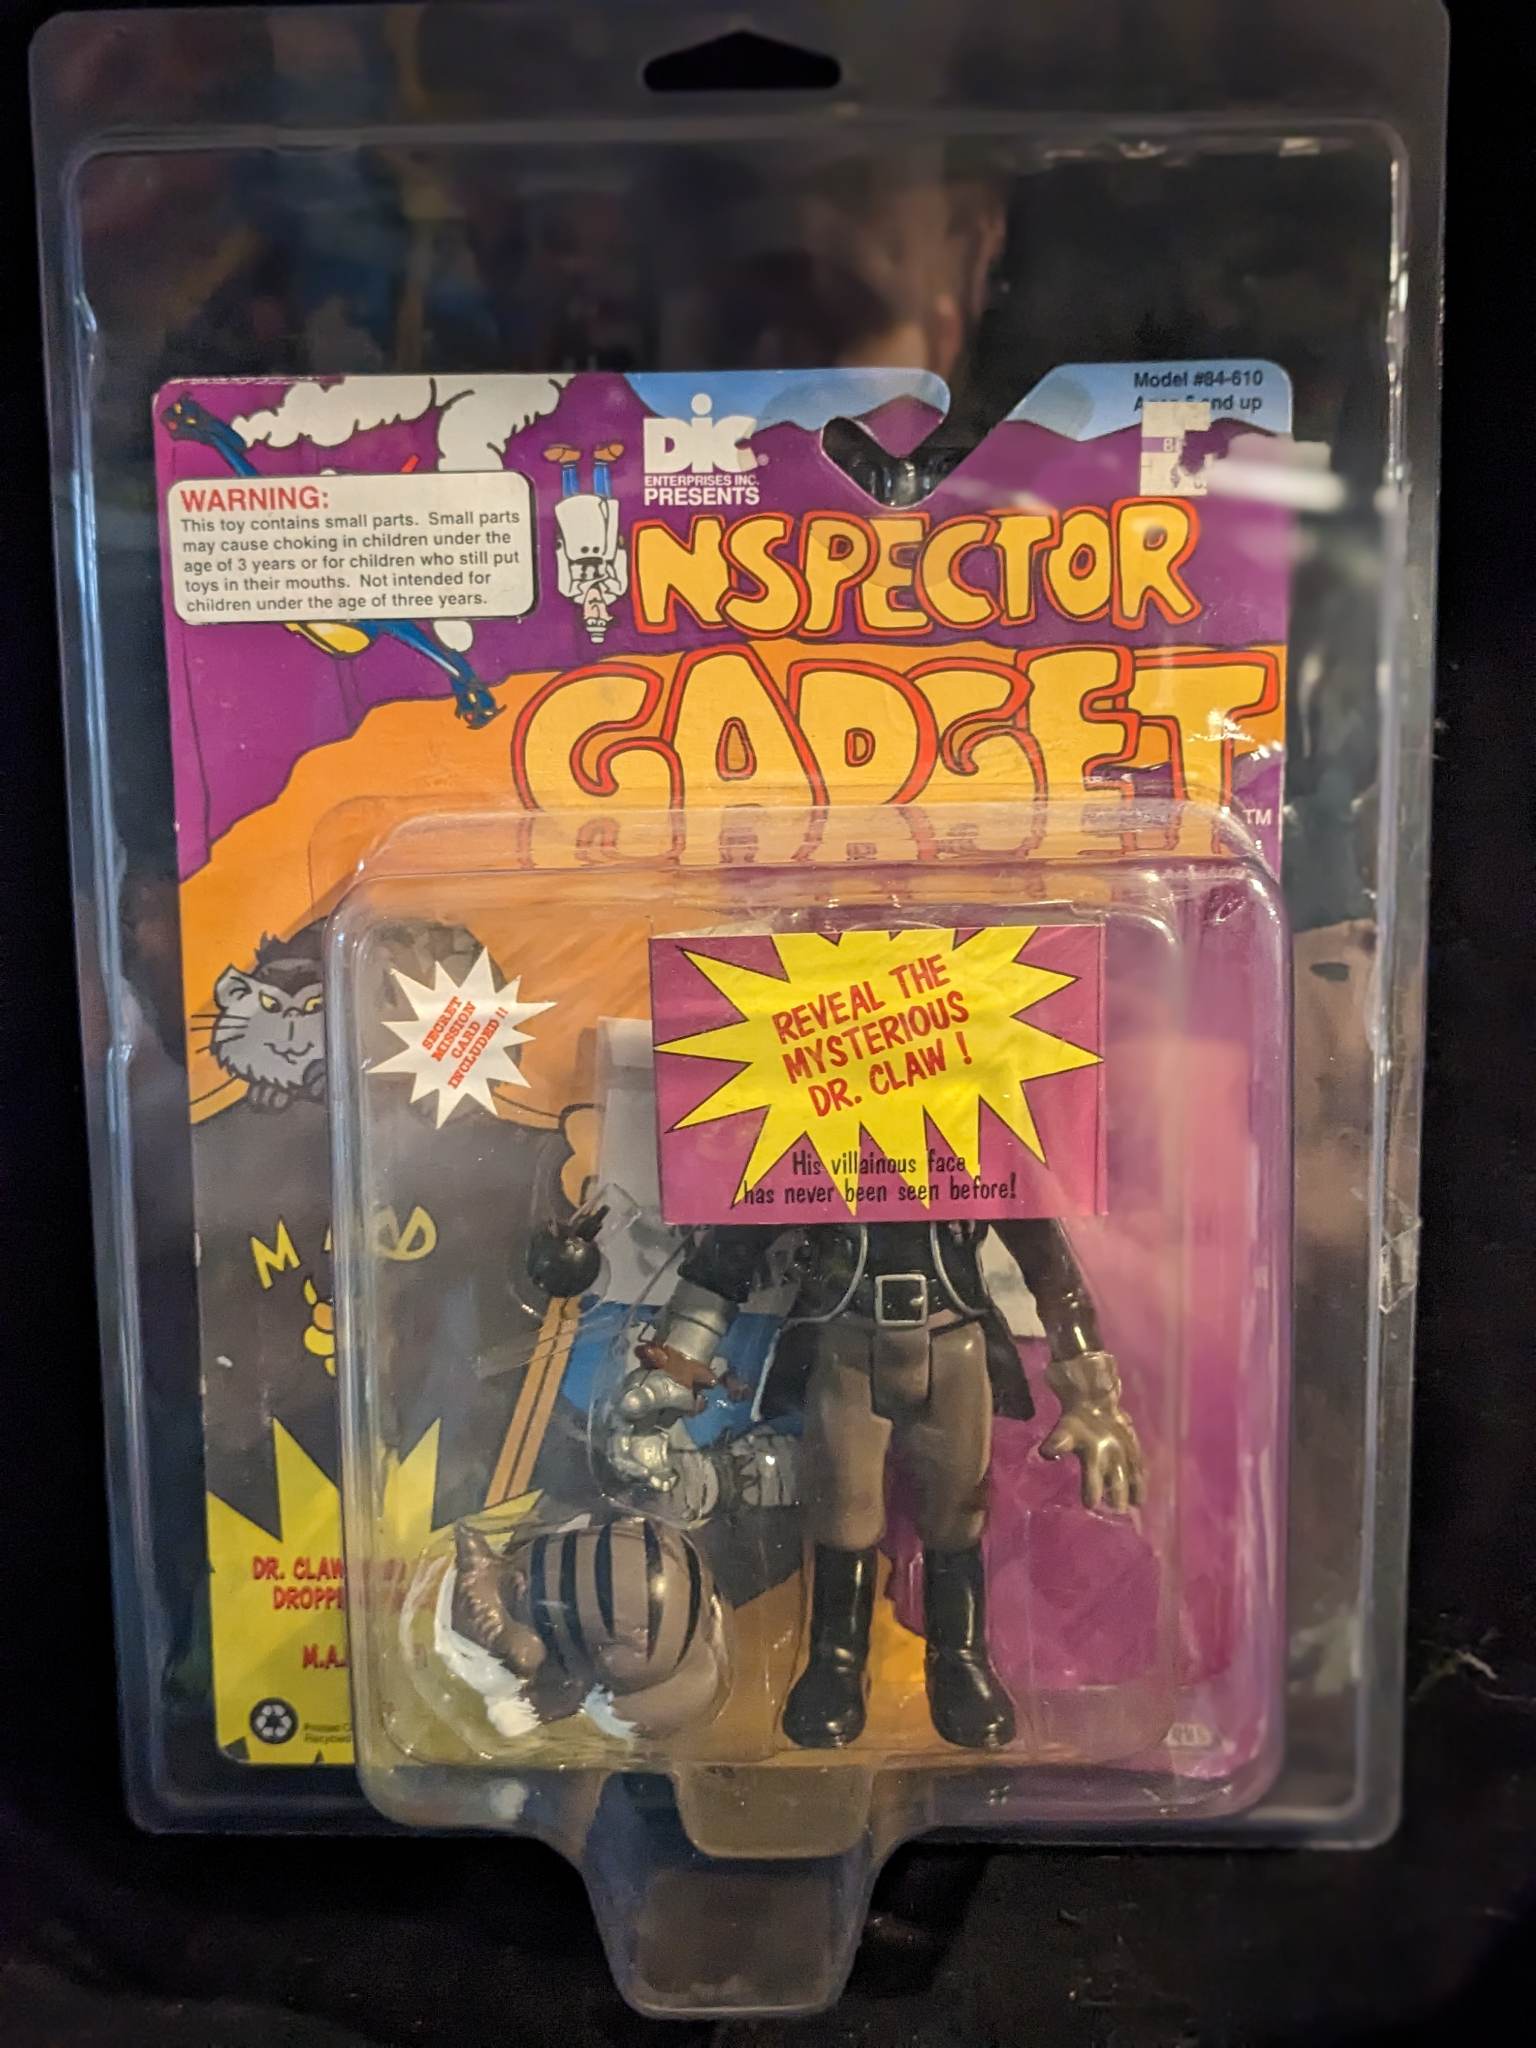 Model #84-610
and up
DiC
ENTERPRISES INC.
PRESENTS
WARNING:
This toy contains small parts. Small parts
may cause choking in children under the
age of 3 years or for children who still put
toys in their mouths. Not intended for
children under the age of three years.
NSPECTOR
GADGET
TM
SECRET
MISSION
CARD
INCLUDED!!
REVEAL THE
MYSTERIOUS
DR. CLAW!
His villainous face
has never been seen before!
DR. CLAW
M.A.